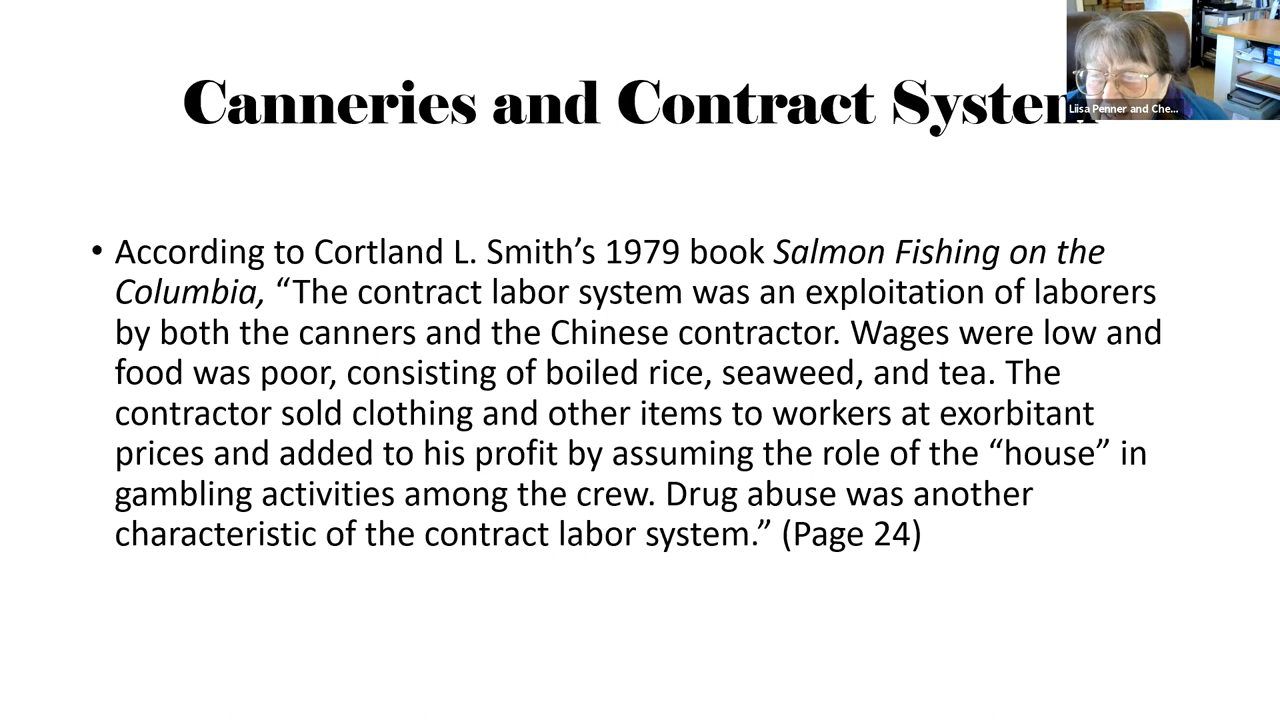 Canneries and Contract System
Liisa Penner and Che...
• According to Cortland L. Smith’s 1979 book Salmon Fishing on the
Columbia, “The contract labor system was an exploitation of laborers
by both the canners and the Chinese contractor. Wages were low and
food was poor, consisting of boiled rice, seaweed, and tea. The
contractor sold clothing and other items to workers at exorbitant
prices and added to his profit by assuming the role of the “house” in
gambling activities among the crew. Drug abuse was another
characteristic of the contract labor system.” (Page 24)